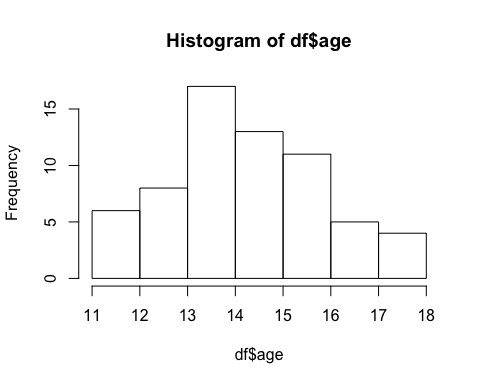 Histogram of df$age
Frequency
15
10
5
0
11 12 13 14 15 16 17 18
df$age